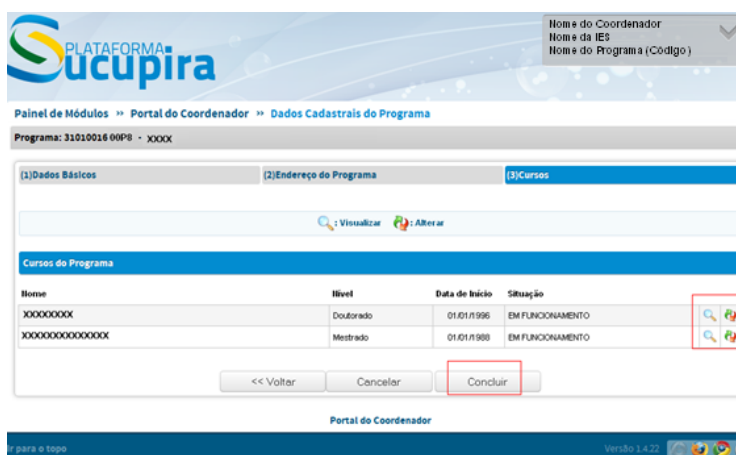 Nome do Coordenador
Nome da IES
Nome do Programa (Código)
PLATAFORMA
Sucupira
Painel de Módulos >> Portal do Coordenador >> Dados Cadastrais do Programa
Programa: 31010016 00P8 - XXXX
(1)Dados Básicos (2)Endereço do Programa (3)Cursos
: Visualizar : Alterar
Cursos do Programa
Nome Nível Data de Início Situação
XXXXXXXX Doutorado 01/01/1996 EM FUNCIONAMENTO
XXXXXXXXXXXXXX Mestrado 01/01/1988 EM FUNCIONAMENTO
<< Voltar Cancelar Concluir
Portal do Coordenador
Ir para o topo Versão 1.4.22